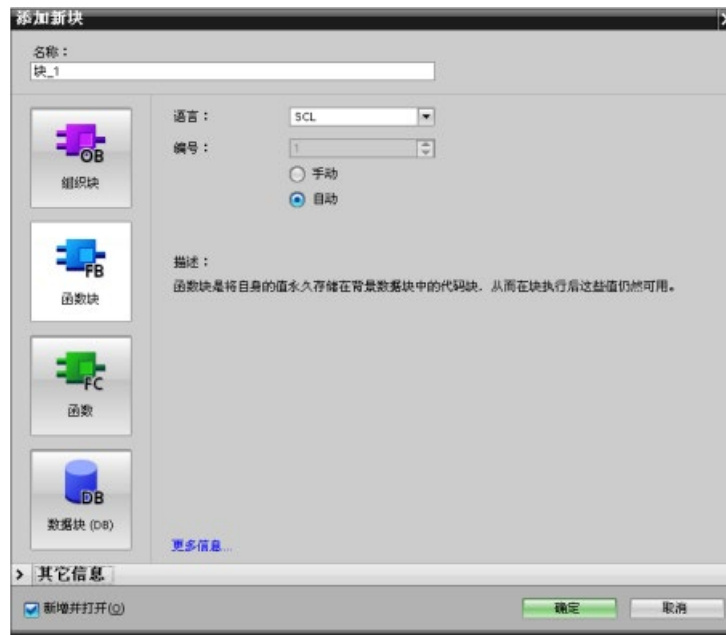 添加新块
名称：
块_1
OB
组织块
FB
函数块
FC
函数
DB
数据块 (DB)
语言：
SCL
编号：
1
手动
自动
描述：
函数块是将自身的值永久存储在背景数据块中的代码块，从而在块执行后这些值仍然可用。
更多信息...
> 其它信息
新增并打开(O)
确定
取消